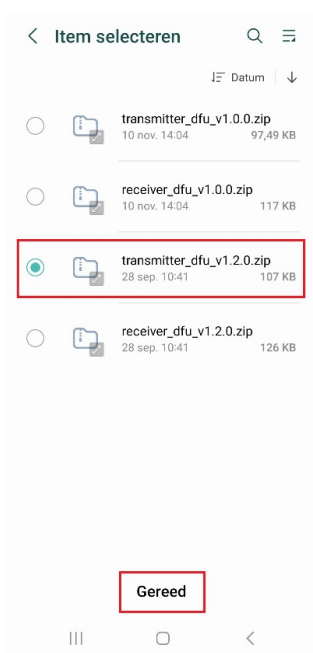 Item selecteren
Datum
transmitter_dfu_v1.0.0.zip
10 nov. 14:04 97,49 KB
receiver_dfu_v1.0.0.zip
10 nov. 14:04 117 KB
transmitter_dfu_v1.2.0.zip
28 sep. 10:41 107 KB
receiver_dfu_v1.2.0.zip
28 sep. 10:41 126 KB
Gereed